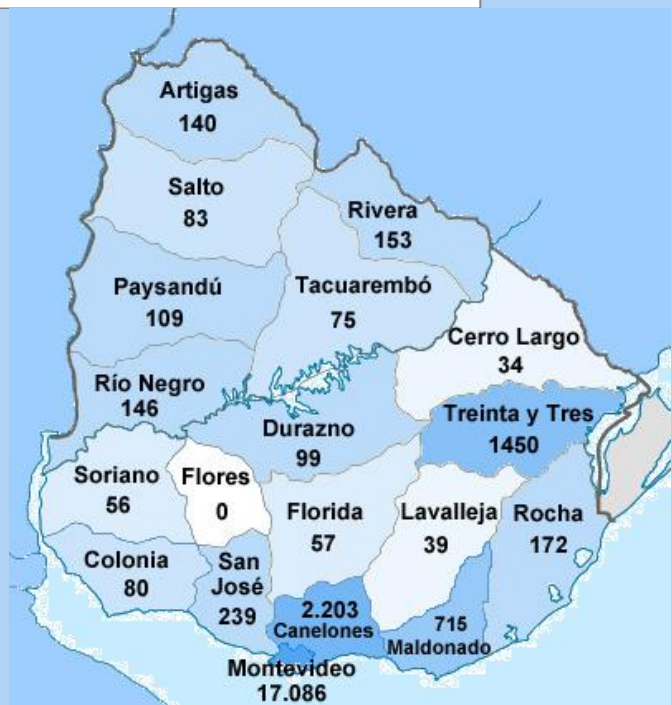 Artigas
140
Salto
83
Rivera
153
Paysandú
109
Tacuarembó
75
Cerro Largo
34
Río Negro
146
Durazno
99
Treinta y Tres
1450
Soriano
56
Flores
0
Florida
57
Lavalleja
39
Rocha
172
Colonia
80
San
José
239
2.203
Canelones
715
Maldonado
Montevideo
17.086